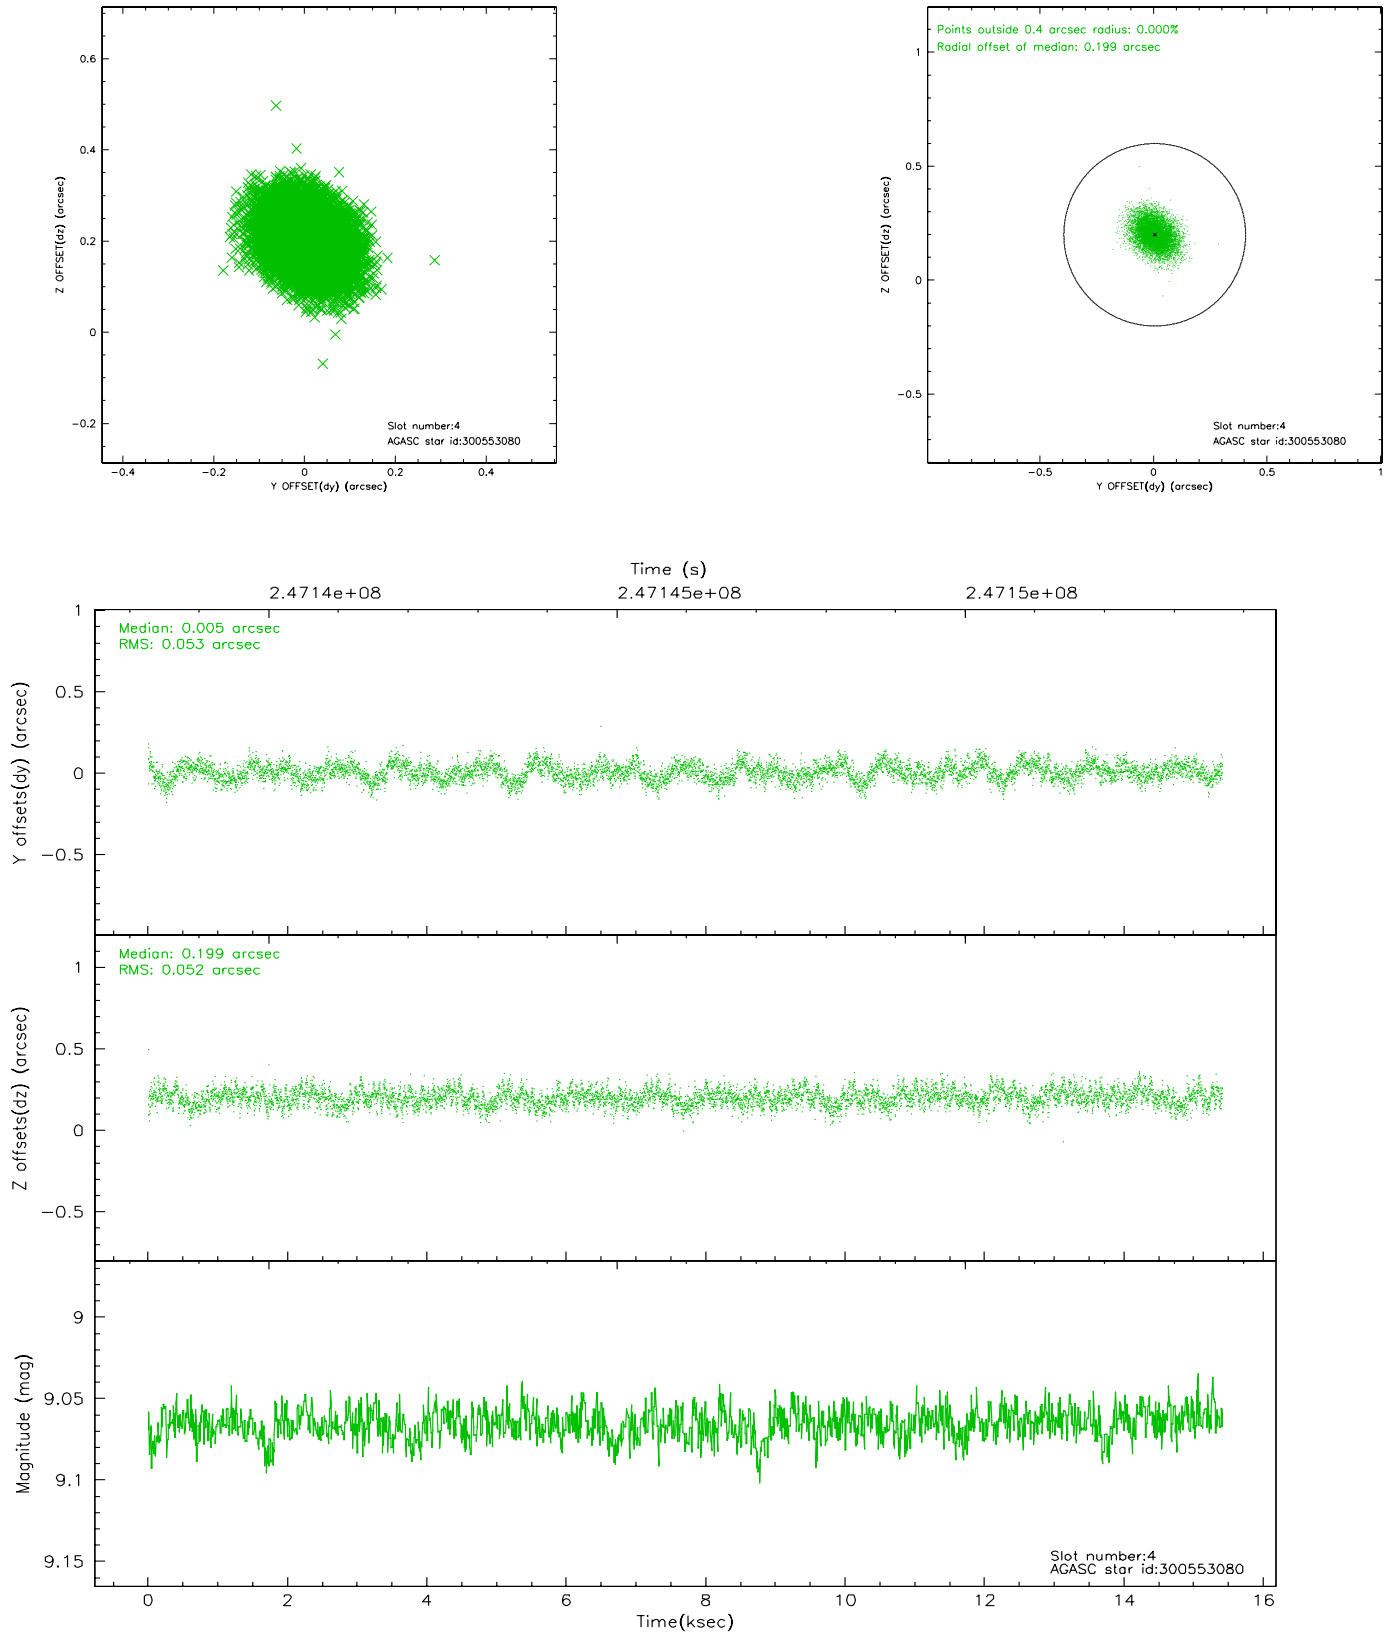 0.6
0.4
0.2
0
−0.2
Z OFFSET(dz) (arcsec)
−0.4
−0.2
0
0.2
0.4
Y OFFSET(dy) (arcsec)
Slot number:4
AGASC star id:300553080
Points outside 0.4 arcsec radius: 0.000%
Radial offset of median: 0.199 arcsec
1
0.5
0
−0.5
Z OFFSET(dz) (arcsec)
−0.5
0
0.5
1
Y OFFSET(dy) (arcsec)
Slot number:4
AGASC star id:300553080
Time (s)
2.4714e+08
2.47145e+08
2.4715e+08
Median: 0.005 arcsec
RMS: 0.053 arcsec
1
0.5
0
−0.5
Y offsets(dy) (arcsec)
Median: 0.199 arcsec
RMS: 0.052 arcsec
1
0.5
0
−0.5
Z offsets(dz) (arcsec)
9
9.05
9.1
9.15
Magnitude (mag)
Slot number:4
AGASC star id:300553080
0
2
4
6
8
10
12
14
16
Time(ksec)